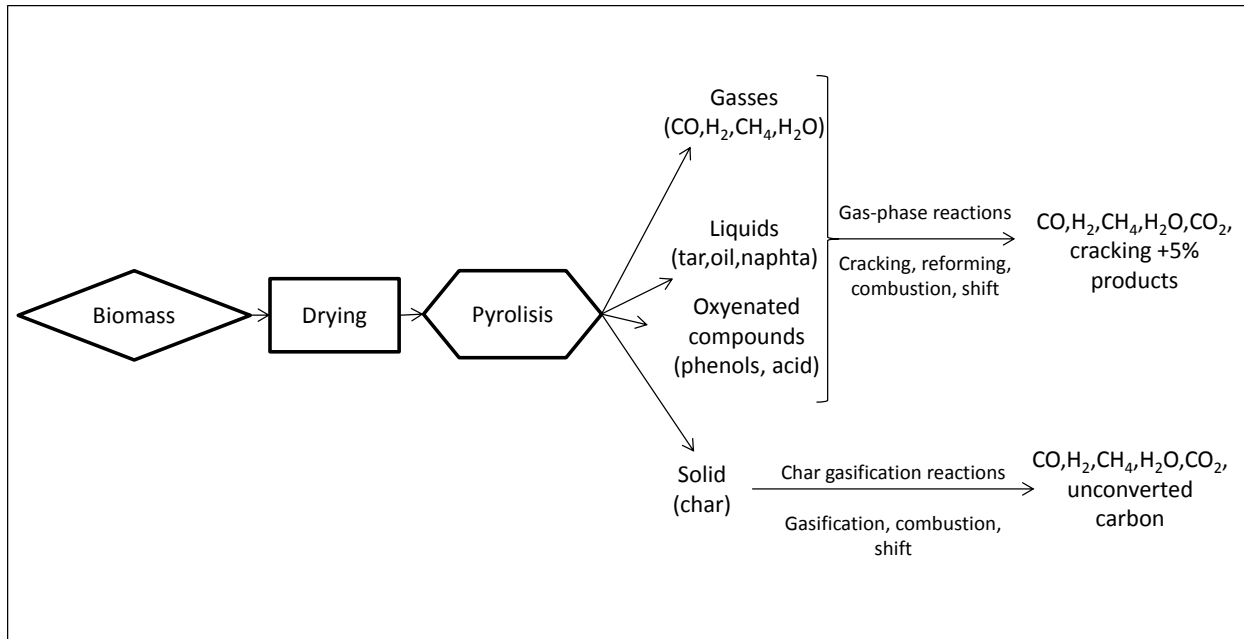 Biomass
Drying
Pyrolisis
Gasses
(CO,H₂,CH₄,H₂O)
Liquids
(tar,oil,naphta)
Oxyenated
compounds
(phenols, acid)
Solid
(char)
Gas-phase reactions
Cracking, reforming,
combustion, shift
CO,H₂,CH₄,H₂O,CO₂,
cracking +5%
products
Char gasification reactions
Gasification, combustion,
shift
CO,H₂,CH₄,H₂O,CO₂,
unconverted
carbon